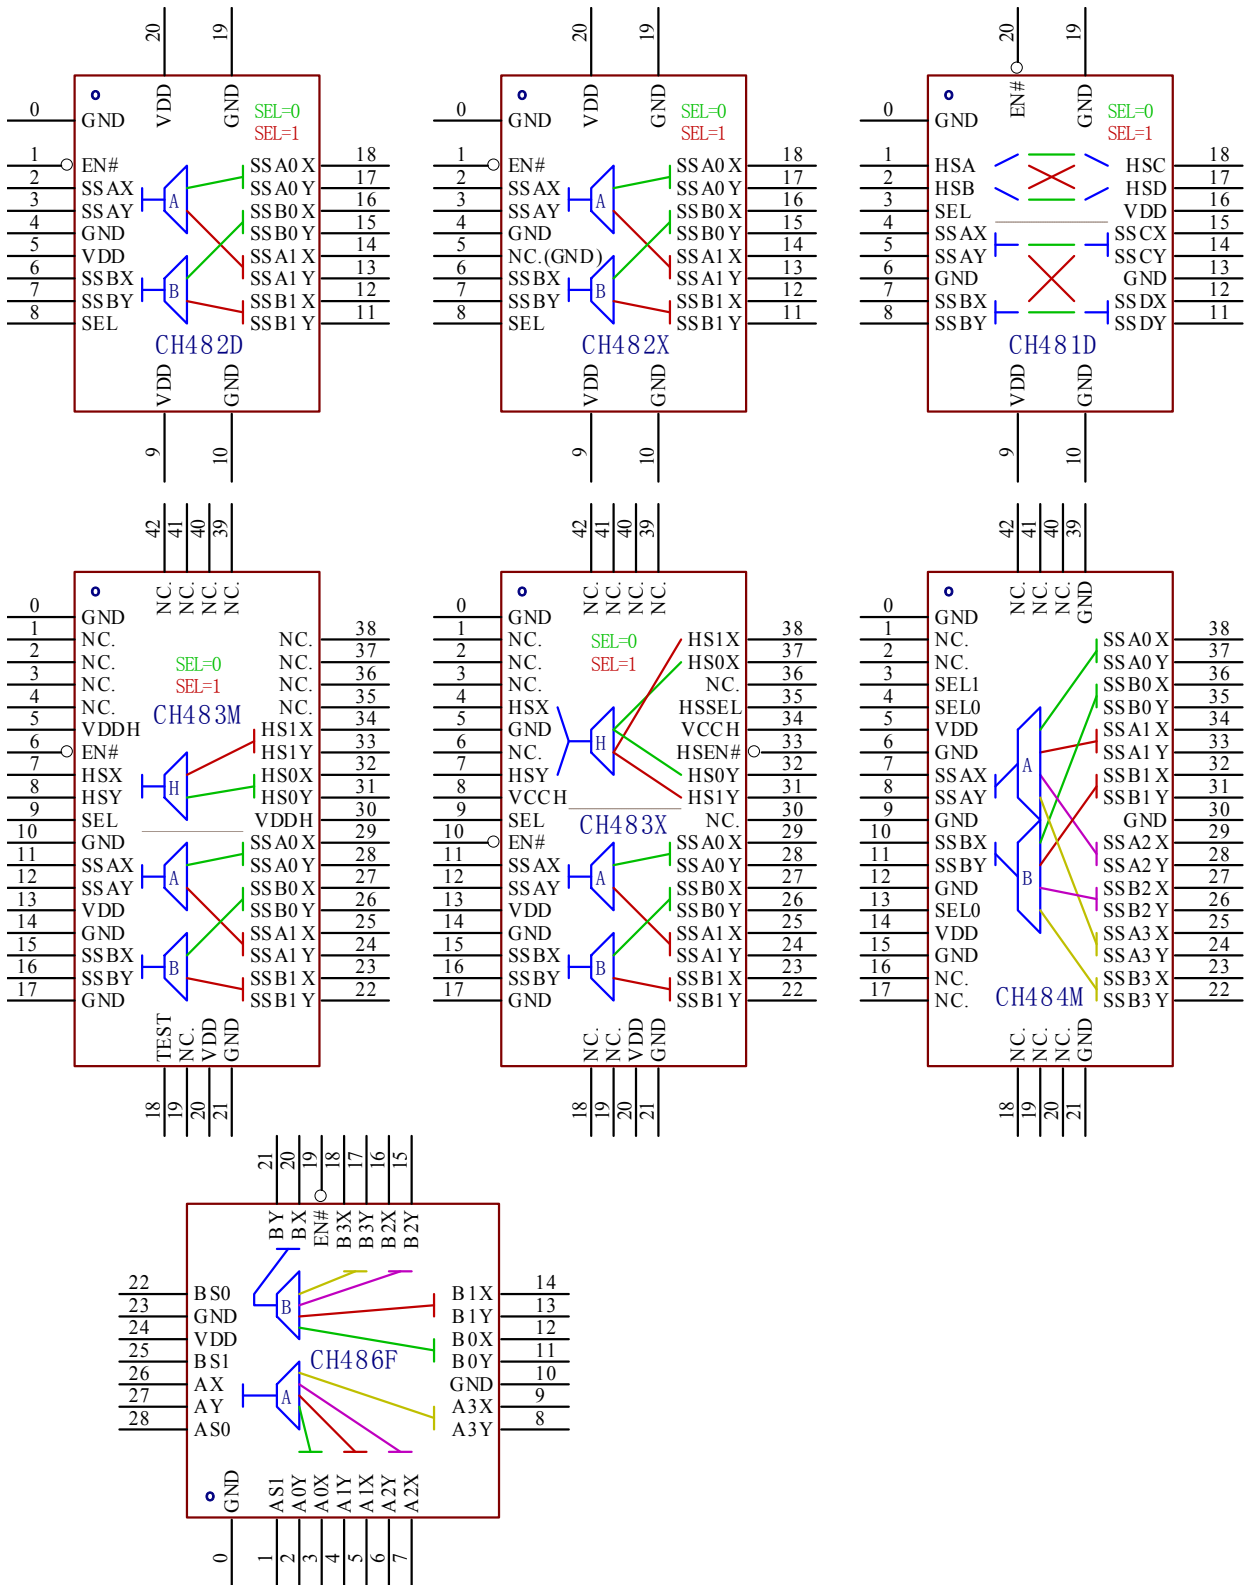 20 19
VDD GND
0 GND
SEL=0
SEL=1
1 EN# SSA0X 18
2 SSAX SSA0Y 17
3 SSAY A SSB0X 16
4 GND SSB0Y 15
5 VDD SSA1X 14
6 SSBX SSA1Y 13
7 SSBY B SSB1X 12
8 SEL SSB1Y 11
CH482D
VDD GND
9 10
20 19
VDD GND
0 GND
SEL=0
SEL=1
1 EN# SSA0X 18
2 SSAX SSA0Y 17
3 SSAY A SSB0X 16
4 GND SSB0Y 15
5 NC.(GND) SSA1X 14
6 SSBX SSA1Y 13
7 SSBY B SSB1X 12
8 SEL SSB1Y 11
CH482X
VDD GND
9 10
20 19
EN# GND
0 GND
SEL=0
SEL=1
1 HSA HSC 18
2 HSB HSD 17
3 SEL VDD 16
4 SSAX SSCX 15
5 SSAY SSCY 14
6 GND GND 13
7 SSBX SSDX 12
8 SSBY SSDY 11
CH481D
VDD GND
9 10
42 41 40 39
NC. NC. NC. NC.
0 GND
1 NC. NC. 38
2 NC. NC. 37
SEL=0
3 NC. NC. 36
SEL=1
4 NC. NC. 35
CH483M
5 VDDH HS1X 34
6 EN# HS1Y 33
7 HSX H HS0X 32
8 HSY HS0Y 31
9 SEL VDDH 30
10 GND SSA0X 29
11 SSAX SSA0Y 28
12 SSAY A SSB0X 27
13 VDD SSB0Y 26
14 GND SSA1X 25
15 SSBX SSA1Y 24
16 SSBY B SSB1X 23
17 GND SSB1Y 22
TEST NC. VDD GND
18 19 20 21
42 41 40 39
NC. NC. NC. NC.
0 GND
1 NC. SEL=0 HS1X 38
2 NC. SEL=1 HS0X 37
3 NC. NC. 36
4 HSX HSSEL 35
5 GND H VCCH 34
6 NC. HSEN# 33
7 HSY HS0Y 32
8 VCCH HS1Y 31
9 SEL NC. 30
CH483X
10 EN# SSA0X 29
11 SSAX SSA0Y 28
12 SSAY A SSB0X 27
13 VDD SSB0Y 26
14 GND SSA1X 25
15 SSBX SSA1Y 24
16 SSBY B SSB1X 23
17 GND SSB1Y 22
NC. NC. VDD GND
18 19 20 21
42 41 40 39
NC. NC. NC. GND
0 GND
1 NC. SSA0X 38
2 NC. SSA0Y 37
3 SEL1 SSB0X 36
4 SEL0 SSB0Y 35
5 VDD SSA1X 34
6 GND SSA1Y 33
7 SSAX A SSB1X 32
8 SSAY SSB1Y 31
9 GND GND 30
10 SSBX SSA2X 29
11 SSBY SSA2Y 28
12 GND B SSB2X 27
13 SEL0 SSB2Y 26
14 VDD SSA3X 25
15 GND SSA3Y 24
16 NC. SSB3X 23
17 NC. SSB3Y 22
CH484M
NC. NC. NC. GND
18 19 20 21
21 20 19 18 17 16 15
BY BX EN# B3X B3Y B2X B2Y
22 BS0 B B1X 14
23 GND B1Y 13
24 VDD B0X 12
25 BS1 B0Y 11
CH486F
26 AX GND 10
27 AY A A3X 9
28 AS0 A3Y 8
GND AS1 A0Y A0X A1Y A1X A2Y A2X
0 1 2 3 4 5 6 7